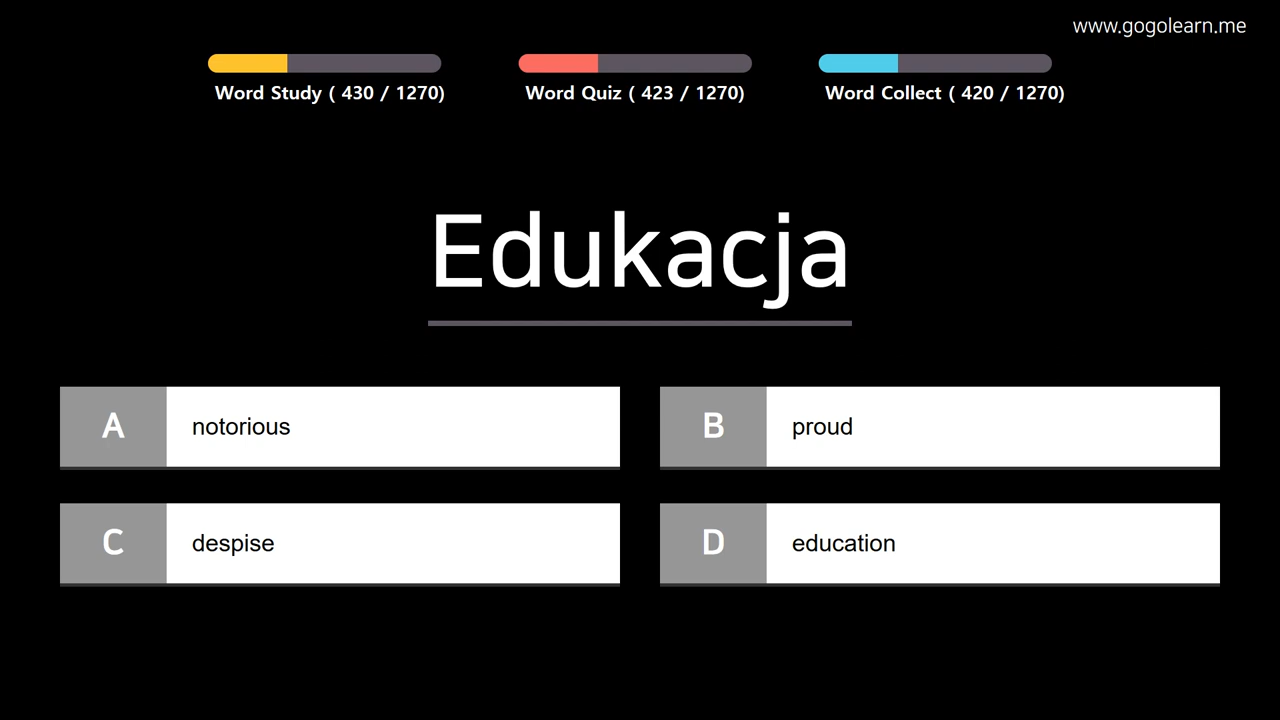 www.gogolearn.me
Word Study ( 430 / 1270)
Word Quiz ( 423 / 1270)
Word Collect ( 420 / 1270)
Edukacja
A
notorious
B
proud
C
despise
D
education